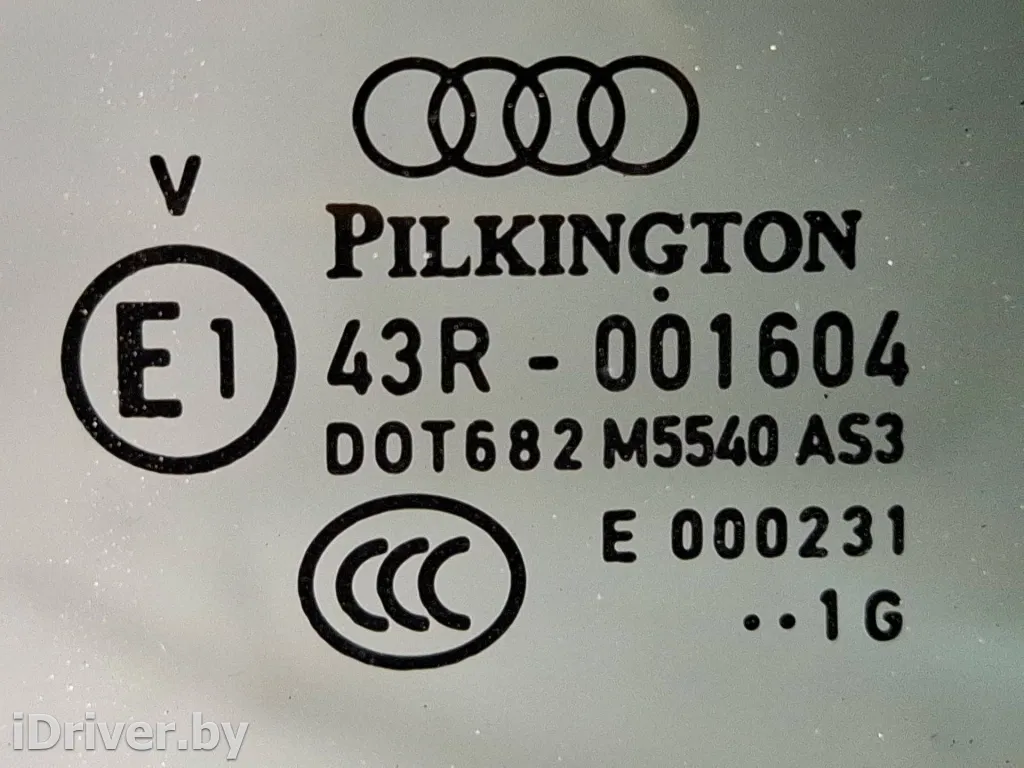 V
PILKINGTON
E1
43R - 001604
DOT682 M5540 AS3
CCC
E 000231
..1G
iDriver.by